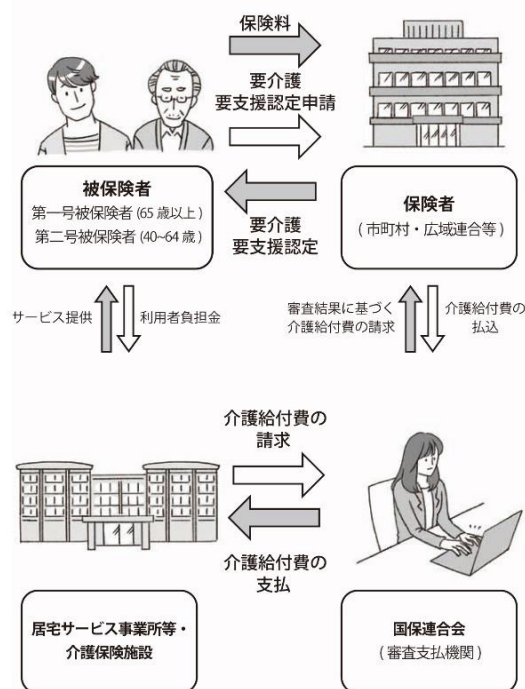 保険料
要介護
要支援認定申請
被保険者
第一号被保険者 (65 歳以上)
第二号被保険者 (40~64 歳)
要介護
要支援認定
保険者
( 市町村・広域連合等 )
サービス提供
利用者負担金
審査結果に基づく
介護給付費の請求
介護給付費の
払込
介護給付費の
請求
介護給付費の
支払
居宅サービス事業所等・
介護保険施設
国保連合会
( 審査支払機関 )